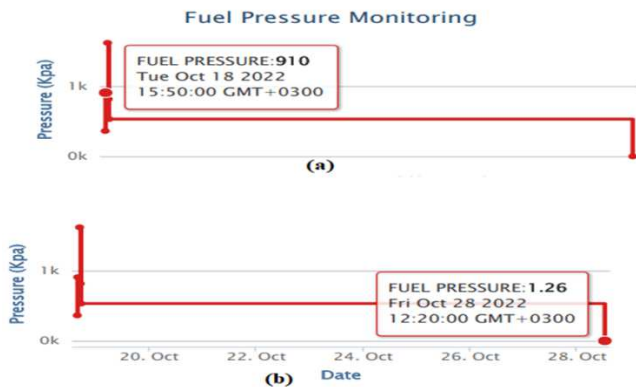 Fuel Pressure Monitoring
Pressure (Kpa)
1k
0k
FUEL PRESSURE:910
Tue Oct 18 2022
15:50:00 GMT+0300
(a)
Pressure (Kpa)
1k
0k
FUEL PRESSURE:1.26
Fri Oct 28 2022
12:20:00 GMT+0300
20. Oct
22. Oct
24. Oct
26. Oct
28. Oct
(b)
Date